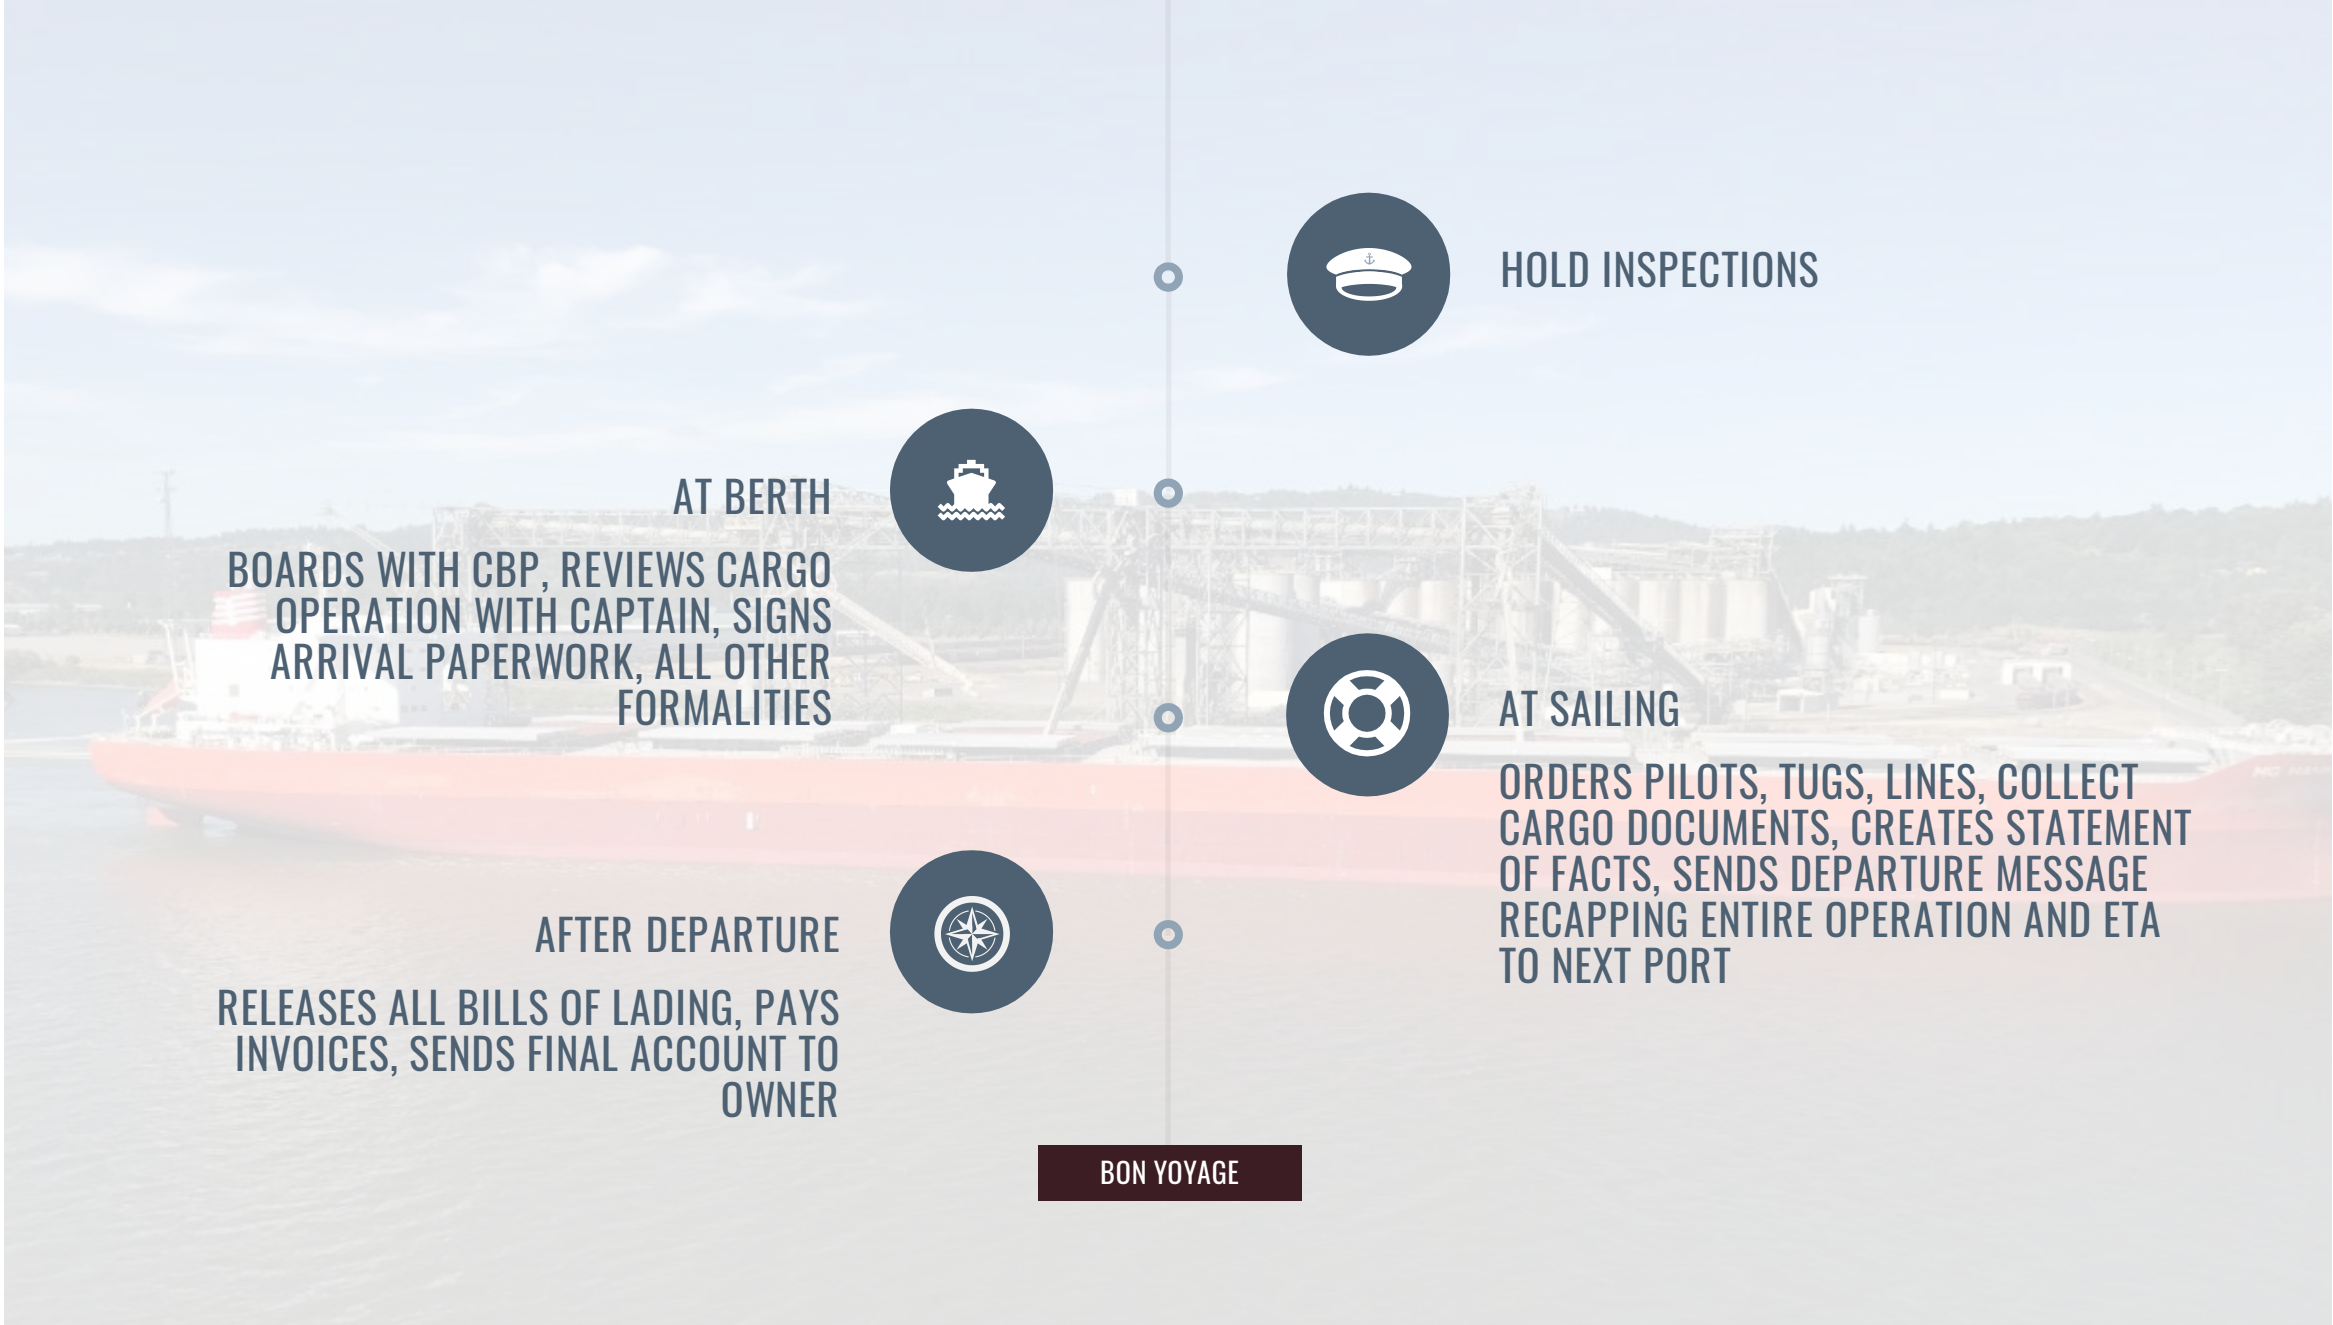 HOLD INSPECTIONS
AT BERTH
BOARDS WITH CBP, REVIEWS CARGO
OPERATION WITH CAPTAIN, SIGNS
ARRIVAL PAPERWORK, ALL OTHER
FORMALITIES
AT SAILING
ORDERS PILOTS, TUGS, LINES, COLLECT
CARGO DOCUMENTS, CREATES STATEMENT
OF FACTS, SENDS DEPARTURE MESSAGE
RECAPPING ENTIRE OPERATION AND ETA
TO NEXT PORT
AFTER DEPARTURE
RELEASES ALL BILLS OF LADING, PAYS
INVOICES, SENDS FINAL ACCOUNT TO
OWNER
BON YOYAGE